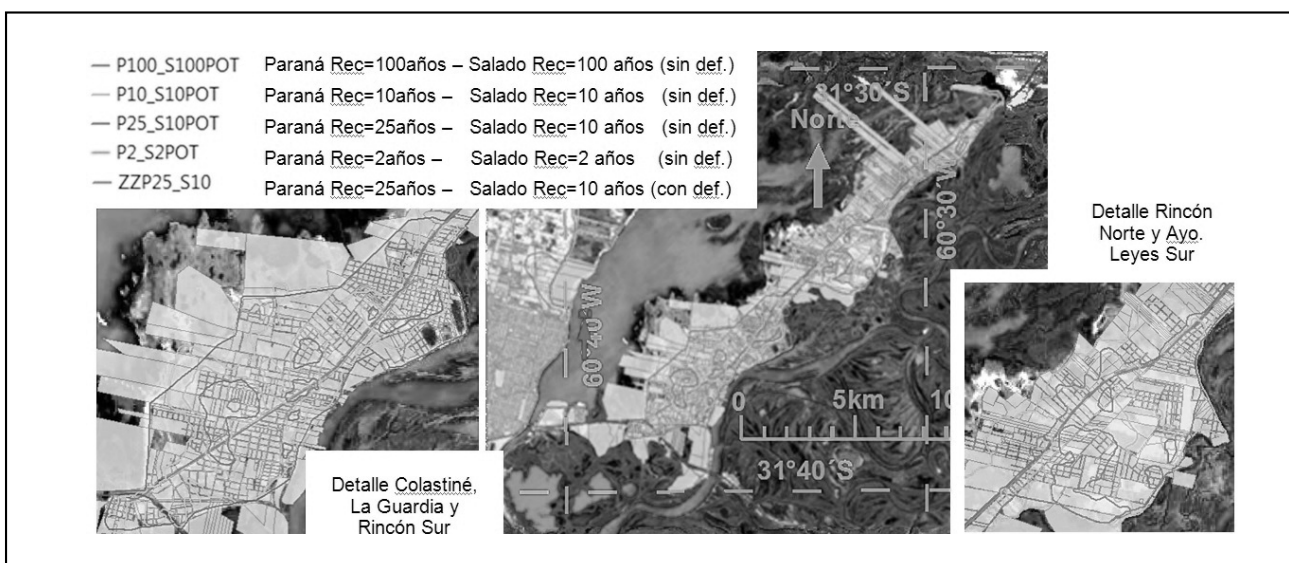 P100_S100POT Paraná Rec=100años – Salado Rec=100 años (sin def.)
P10_S10POT Paraná Rec=10años – Salado Rec=10 años (sin def.)
P25_S10POT Paraná Rec=25años – Salado Rec=10 años (sin def.)
P2_S2POT Paraná Rec=2años – Salado Rec=2 años (sin def.)
ZZP25_S10 Paraná Rec=25años – Salado Rec=10 años (con def.)
31°30´S
Norte
60°30´W
60°40´W
0 5km 10
31°40´S
Detalle Colastiné,
La Guardia y
Rincón Sur
Detalle Rincón
Norte y Ayo.
Leyes Sur